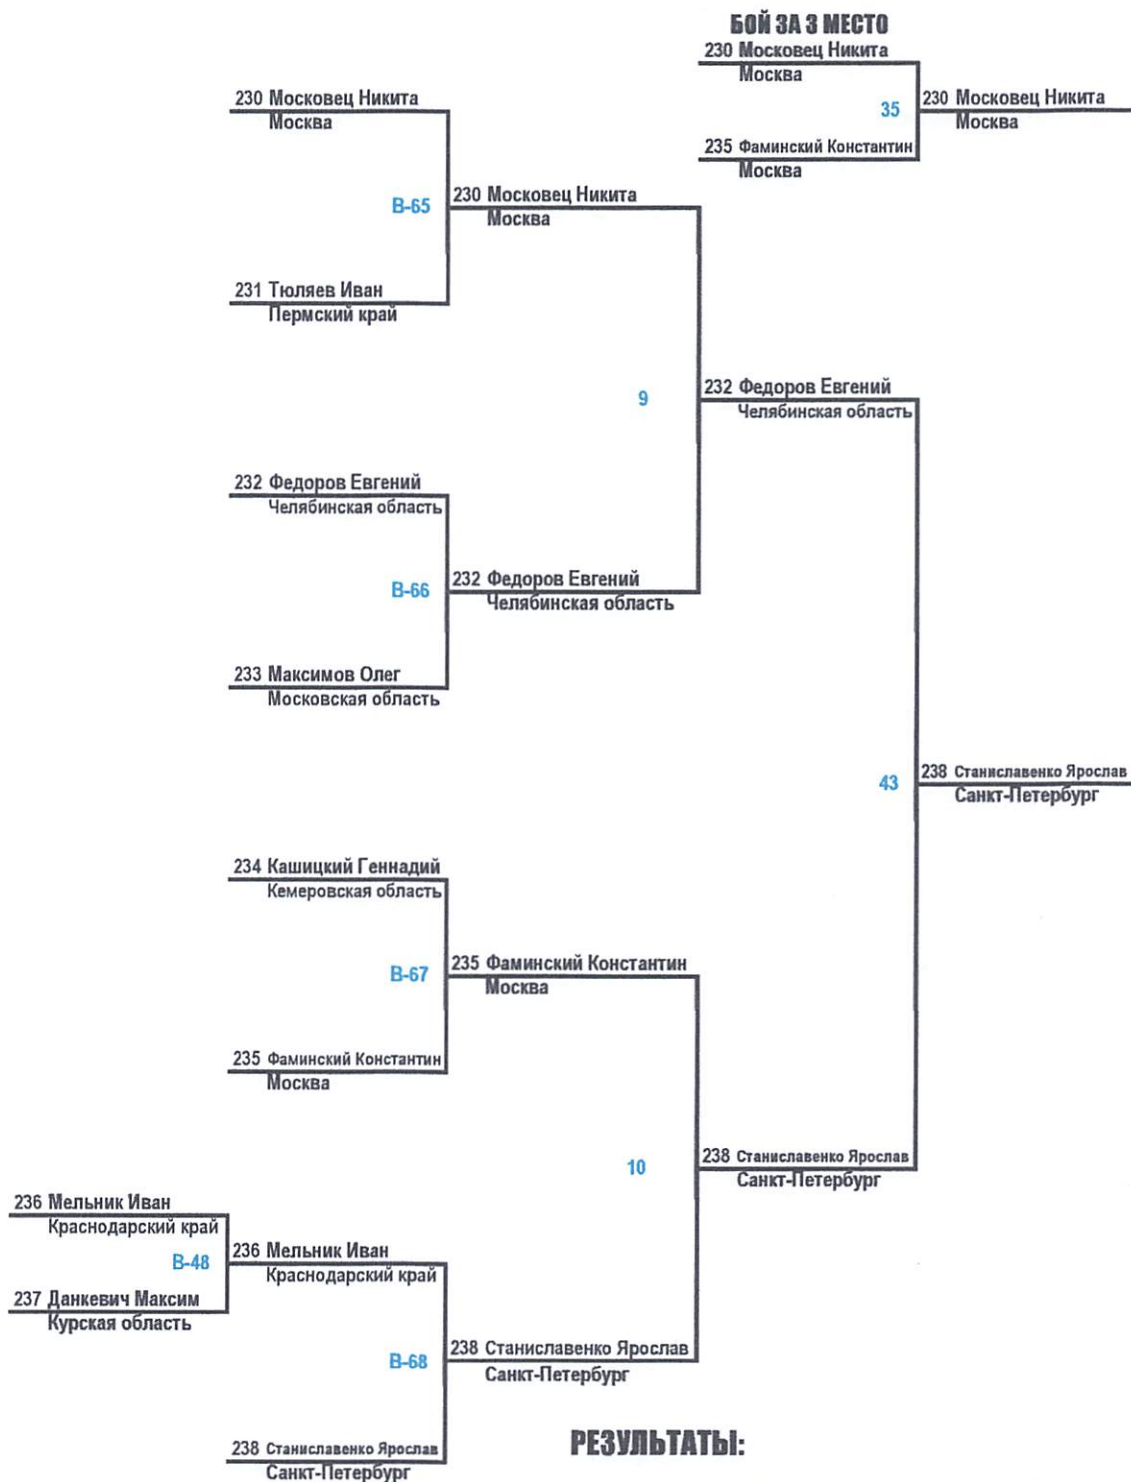 БОЙ ЗА 3 МЕСТО
230 Московец Никита
Москва
230 Московец Никита
Москва
35
230 Московец Никита
Москва
235 Фаминский Константин
Москва
B-65
230 Московец Никита
Москва
231 Тюляев Иван
Пермский край
9
232 Федоров Евгений
Челябинская область
232 Федоров Евгений
Челябинская область
B-66
232 Федоров Евгений
Челябинская область
233 Максимов Олег
Московская область
43
238 Станиславенко Ярослав
Санкт-Петербург
234 Кашицкий Геннадий
Кемеровская область
B-67
235 Фаминский Константин
Москва
235 Фаминский Константин
Москва
10
238 Станиславенко Ярослав
Санкт-Петербург
236 Мельник Иван
Краснодарский край
B-48
236 Мельник Иван
Краснодарский край
237 Данкевич Максим
Курская область
B-68
238 Станиславенко Ярослав
Санкт-Петербург
238 Станиславенко Ярослав
Санкт-Петербург
РЕЗУЛЬТАТЫ: